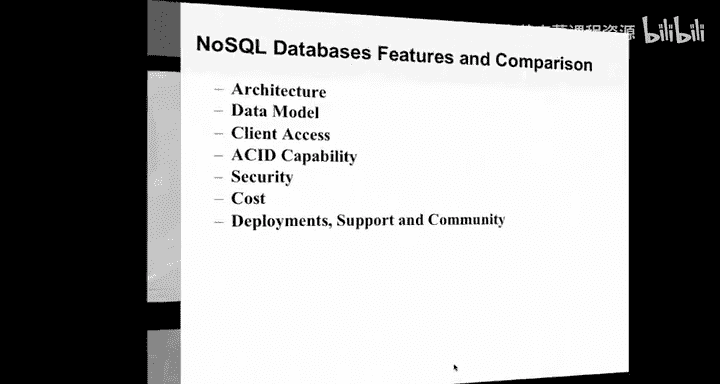 NoSQL Databases Features and Comparison
– Architecture
– Data Model
– Client Access
– ACID Capability
– Security
– Cost
– Deployments, Support and Community
bilibili